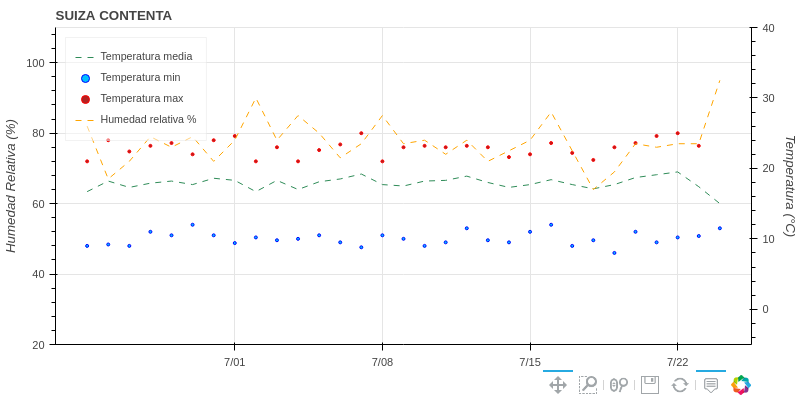 SUIZA CONTENTA
Temperatura media
Temperatura min
Temperatura max
Humedad relativa %
Humedad Relativa (%)
100
80
60
40
20
Temperatura (°C)
40
30
20
10
0
7/01
7/08
7/15
7/22